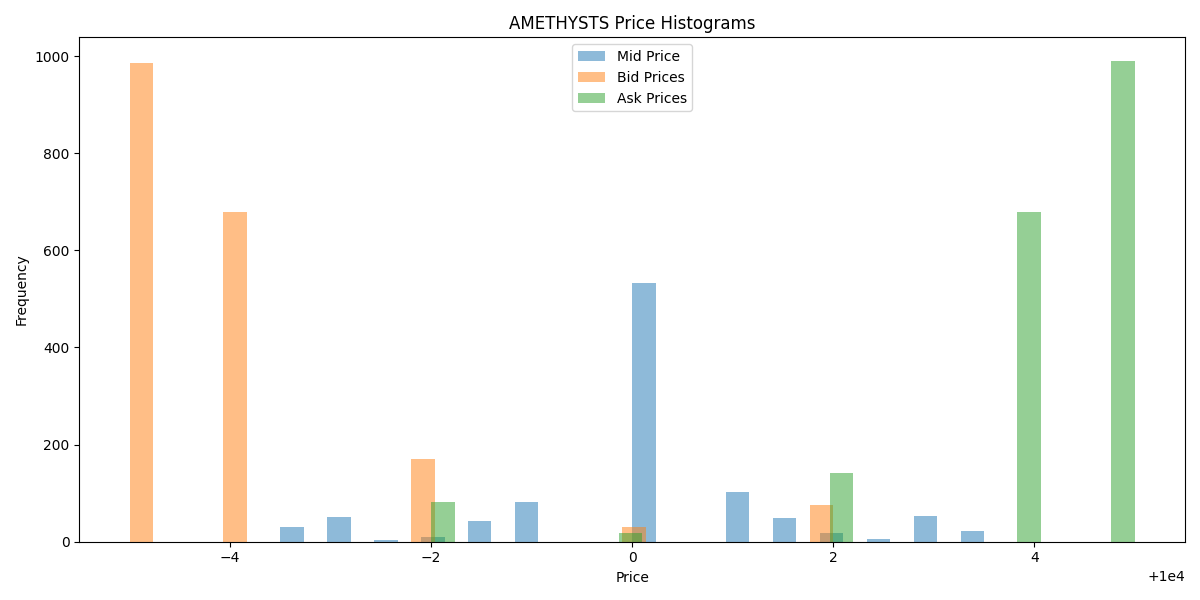 AMETHYSTS Price Histograms
Mid Price
Bid Prices
Ask Prices
1000
800
600
400
200
0
Frequency
−4
−2
0
2
4
+1e4
Price